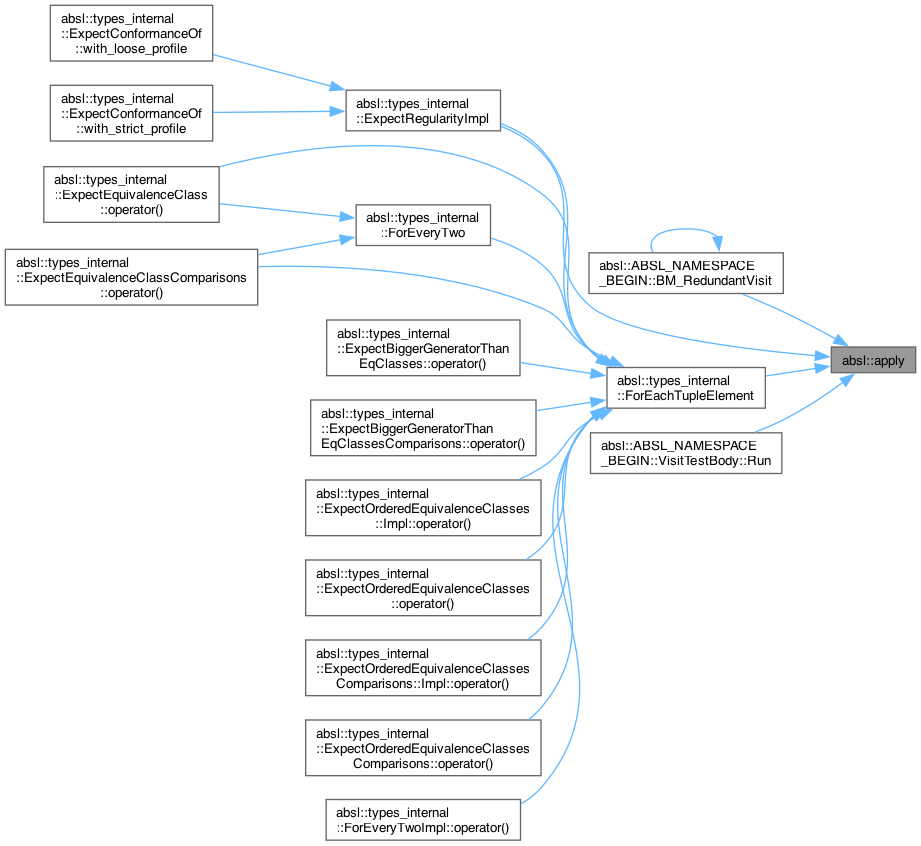 absl::types_internal
::ExpectConformanceOf
::with_loose_profile
absl::types_internal
::ExpectConformanceOf
::with_strict_profile
absl::types_internal
::ExpectRegularityImpl
absl::types_internal
::ExpectEquivalenceClass
::operator()
absl::types_internal
::ForEveryTwo
absl::types_internal
::ExpectEquivalenceClassComparisons
::operator()
absl::ABSL_NAMESPACE
_BEGIN::BM_RedundantVisit
absl::types_internal
::ExpectBiggerGeneratorThan
EqClasses::operator()
absl::apply
absl::types_internal
::ForEachTupleElement
absl::types_internal
::ExpectBiggerGeneratorThan
EqClassesComparisons::operator()
absl::ABSL_NAMESPACE
_BEGIN::VisitTestBody::Run
absl::types_internal
::ExpectOrderedEquivalenceClasses
::Impl::operator()
absl::types_internal
::ExpectOrderedEquivalenceClasses
::operator()
absl::types_internal
::ExpectOrderedEquivalenceClasses
Comparisons::Impl::operator()
absl::types_internal
::ExpectOrderedEquivalenceClasses
Comparisons::operator()
absl::types_internal
::ForEveryTwoImpl::operator()